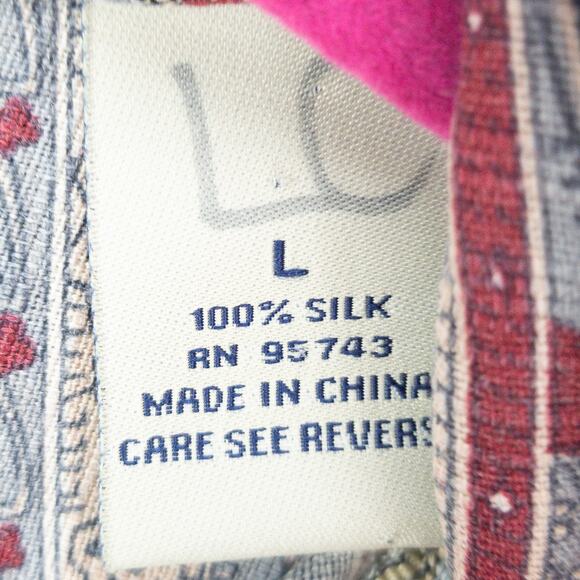 LC
L
100% SILK
RN 95743
MADE IN CHINA
CARE SEE REVERS